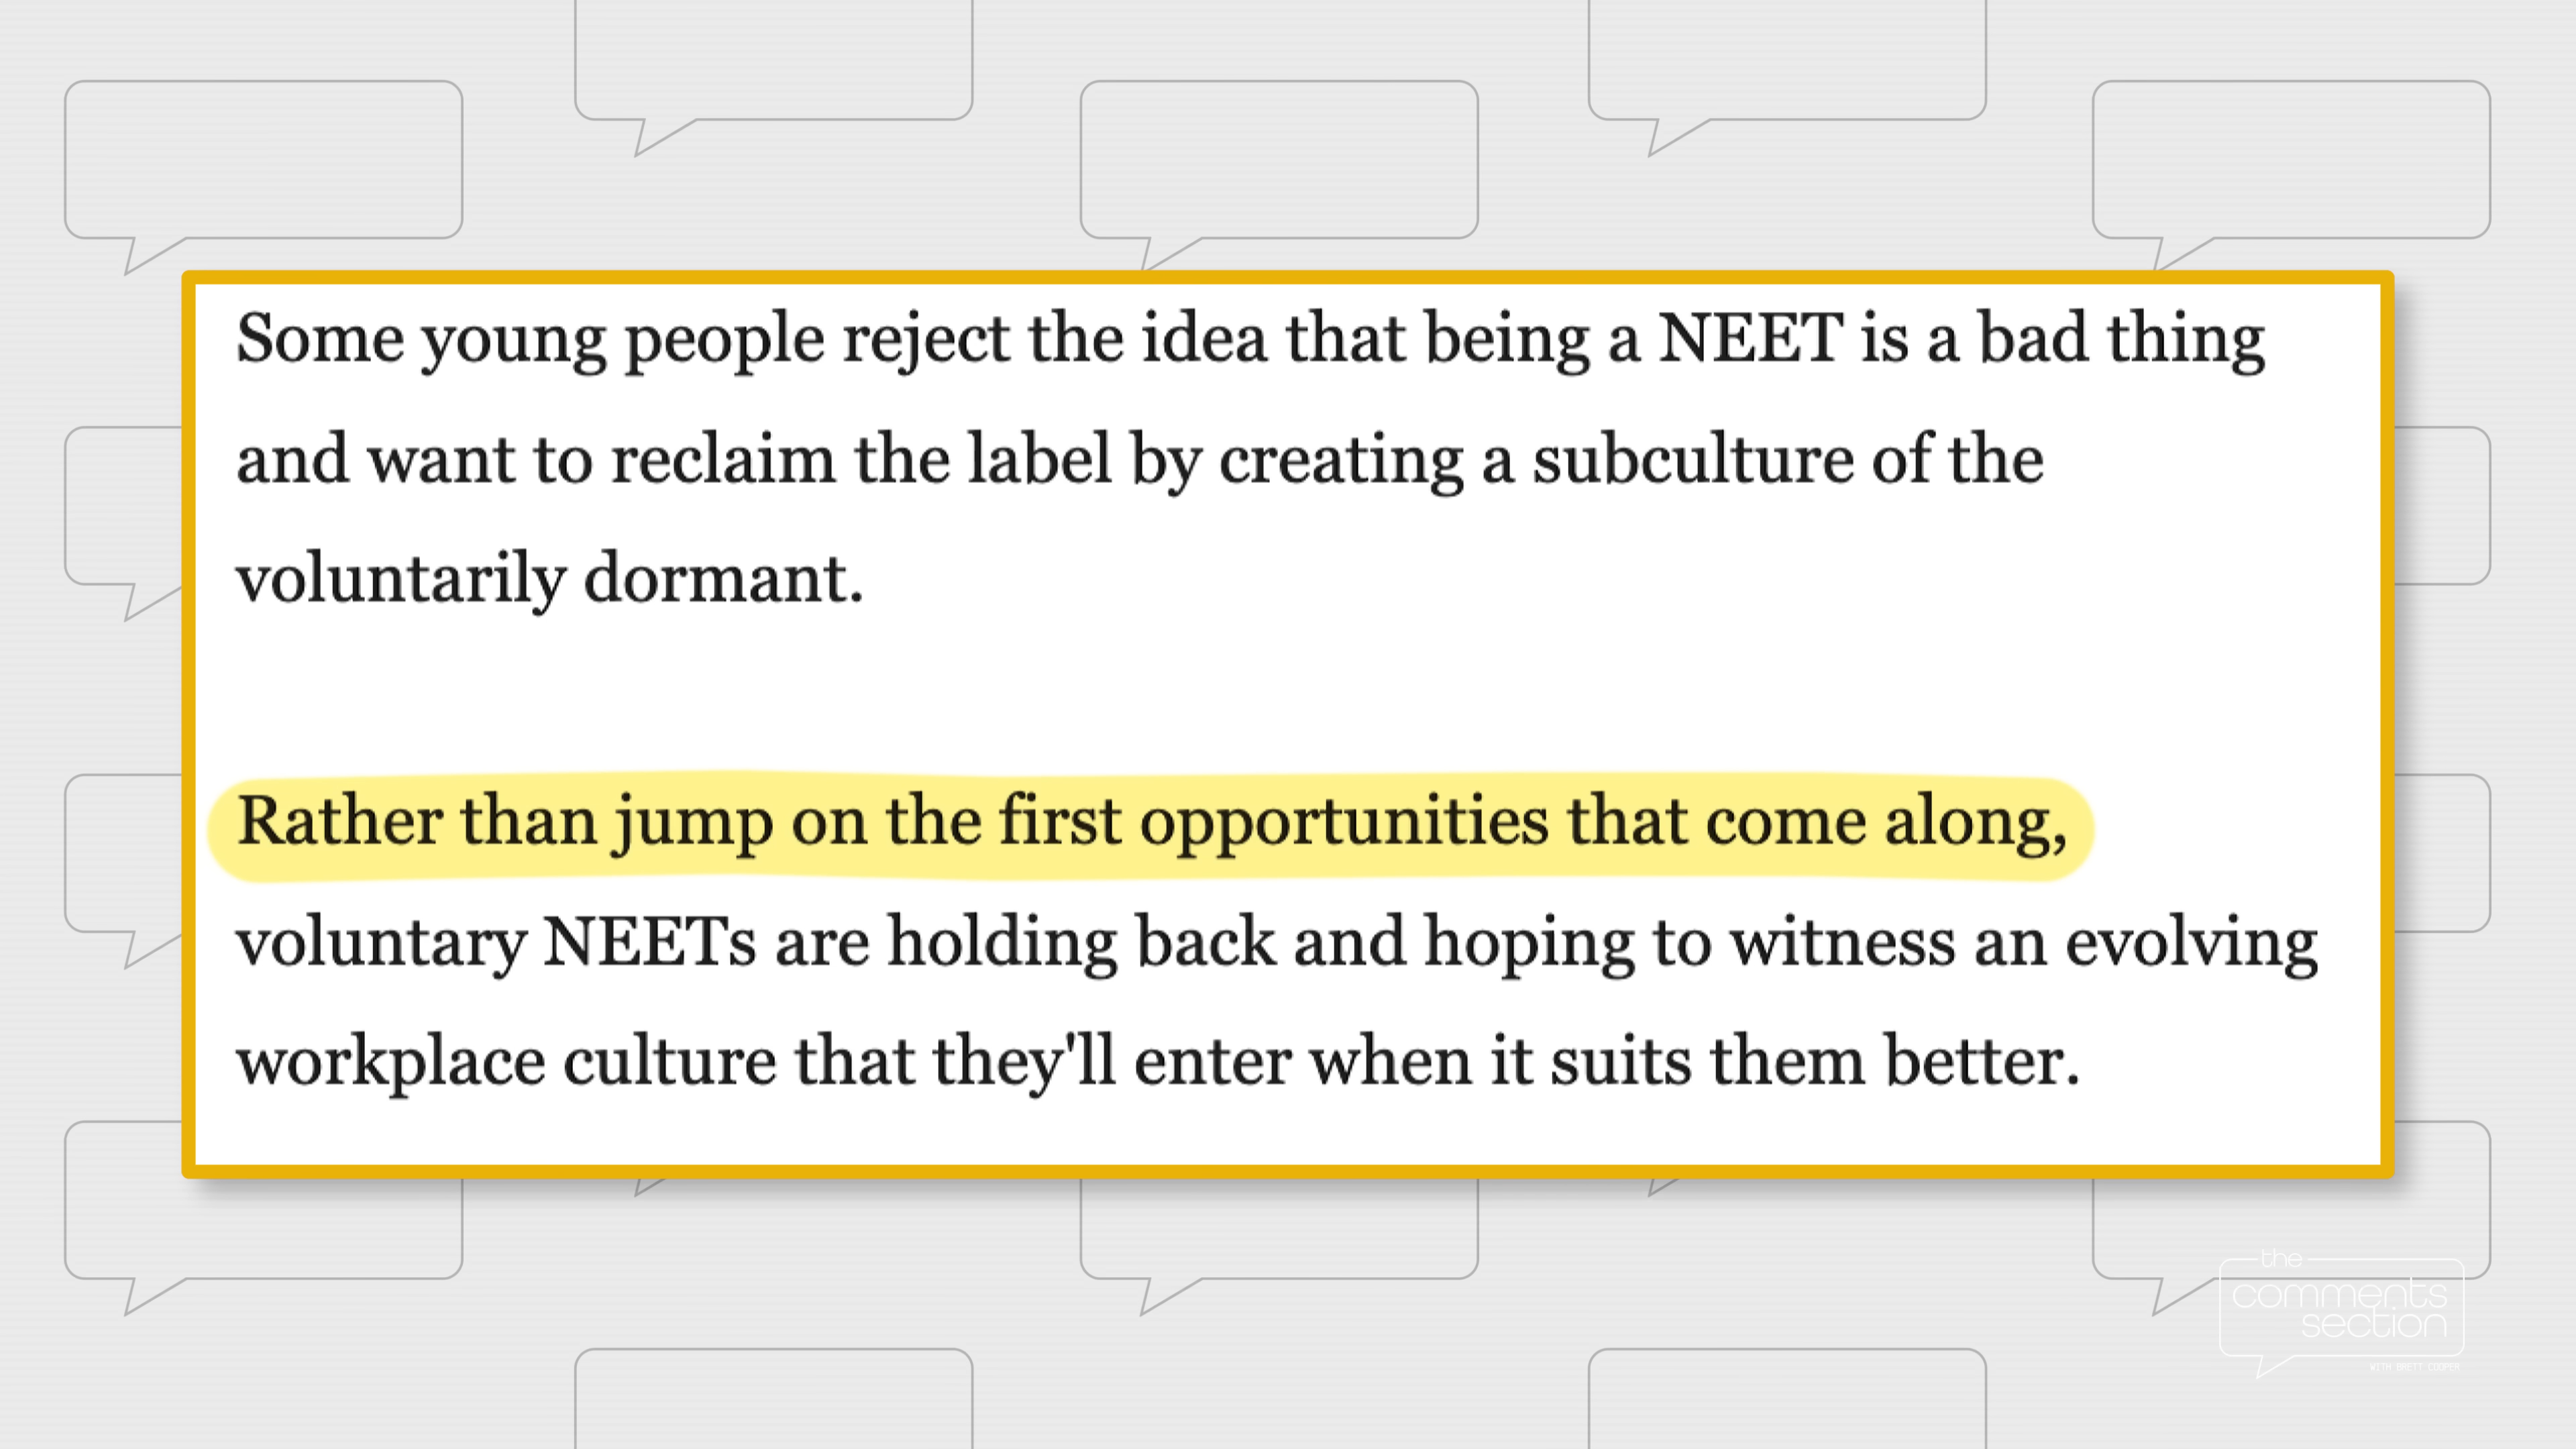 Some young people reject the idea that being a NEET is a bad thing
and want to reclaim the label by creating a subculture of the
voluntarily dormant.
Rather than jump on the first opportunities that come along,
voluntary NEETs are holding back and hoping to witness an evolving
workplace culture that they'll enter when it suits them better.
the
comments
section
WITH BRETT COOPER